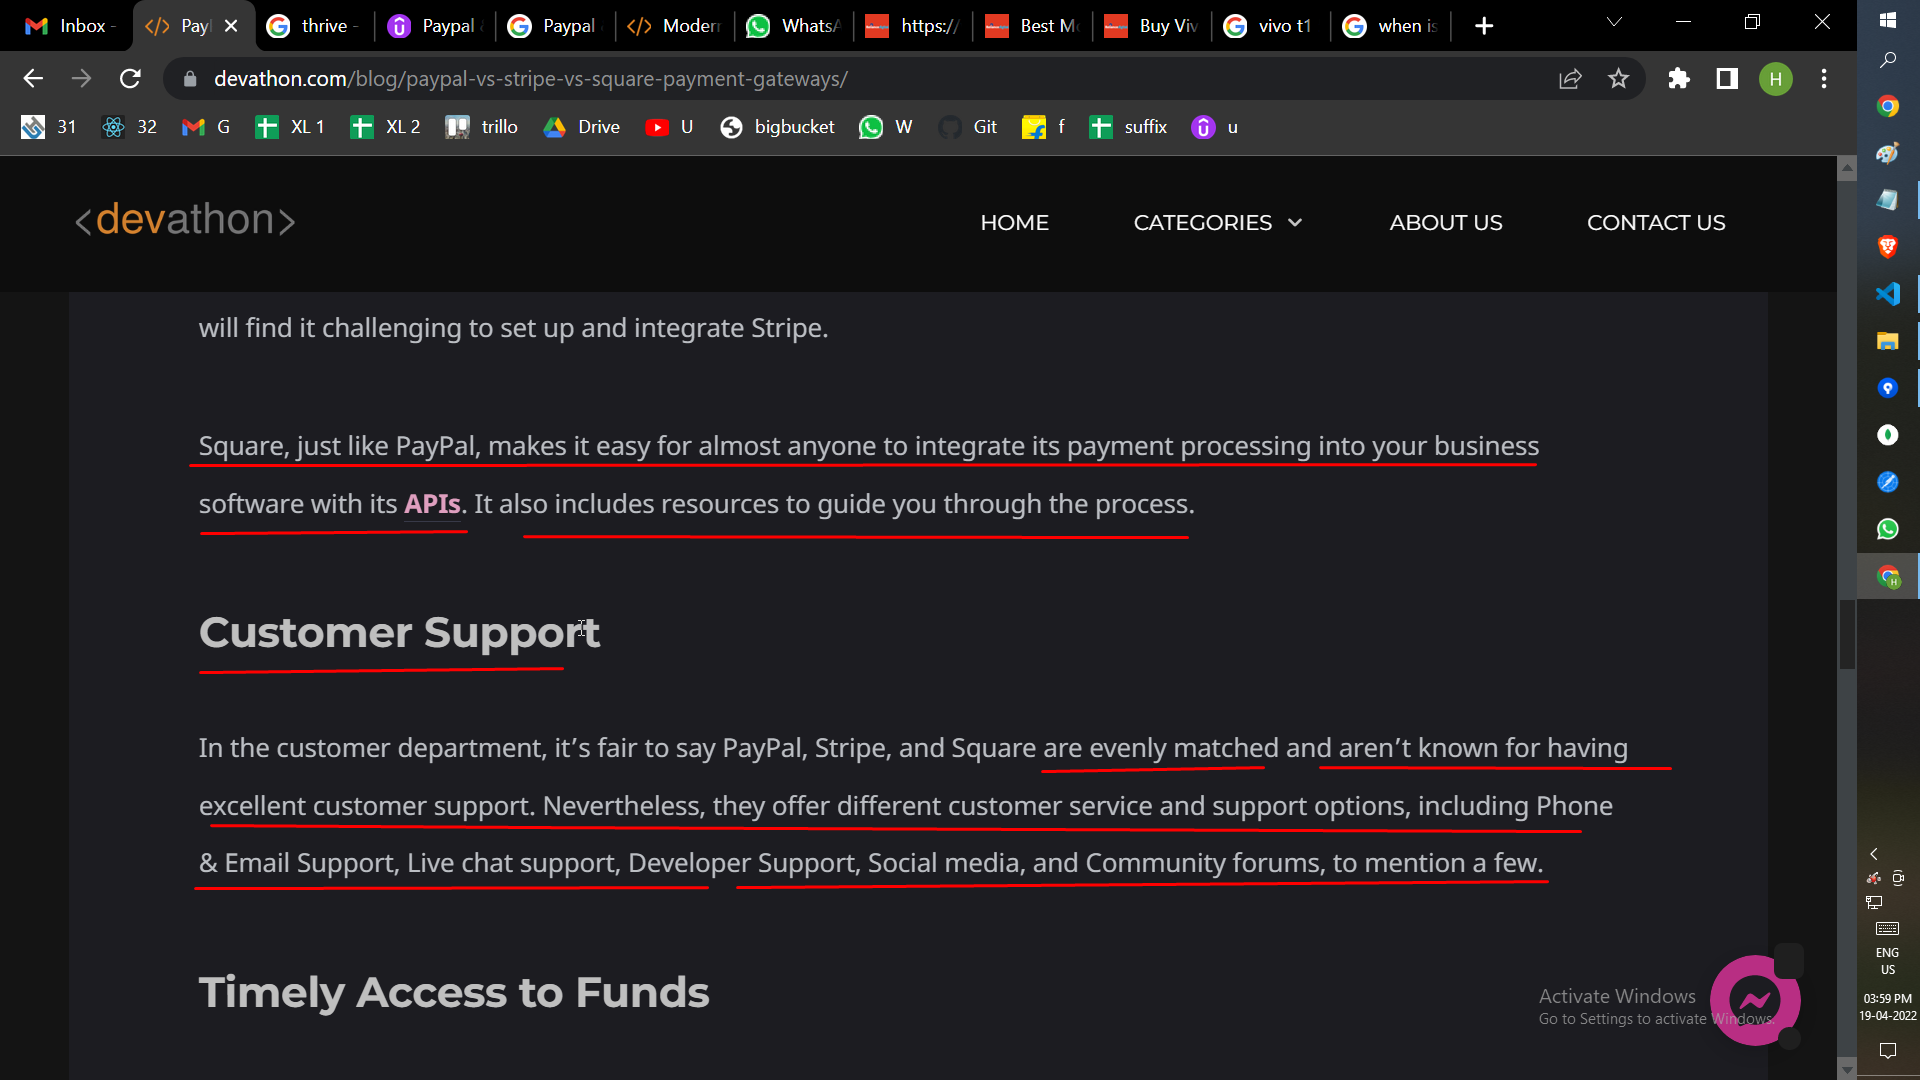 Inbox -
Pay
thrive -
Paypal
Paypal
Modern
WhatsA
https://
Best M
Buy Viv
vivo t1
when is
devathon.com/blog/paypal-vs-stripe-vs-square-payment-gateways/
H
31
32
G
XL 1
XL 2
trillo
Drive
U
bigbucket
W
Git
f
suffix
u
<devathon>
HOME
CATEGORIES
ABOUT US
CONTACT US
will find it challenging to set up and integrate Stripe.
Square, just like PayPal, makes it easy for almost anyone to integrate its payment processing into your business
software with its APIs. It also includes resources to guide you through the process.
Customer Support
In the customer department, it’s fair to say PayPal, Stripe, and Square are evenly matched and aren’t known for having
excellent customer support. Nevertheless, they offer different customer service and support options, including Phone
& Email Support, Live chat support, Developer Support, Social media, and Community forums, to mention a few.
Timely Access to Funds
Activate Windows
Go to Settings to activate Windows.
ENG
US
03:59 PM
19-04-2022